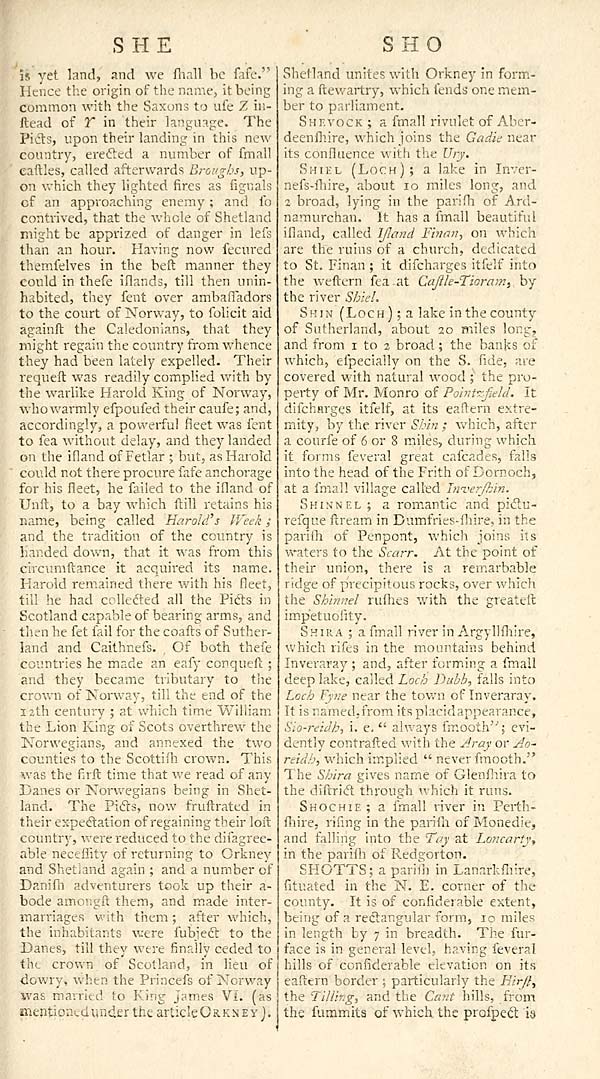 SHE
is yet land, and we ſhall be ſafe."
Hence the origin of the name, it being
common with the Saxons to uſe Z in-
ſtead of Y in their language. The
Picts, upon their landing in this new
country, erected a number of ſmall
caſtles, called afterwards Broughs, up-
on which they lighted fires as ſignals
of an approaching enemy; and ſo
contrived, that the whole of Shetland
might be apprized of danger in leſs
than an hour. Having now ſecured
themſelves in the beſt manner they
could in theſe iſlands, till then unin-
habited, they ſent over ambaſſadors
to the court of Norway, to ſolicit aid
againſt the Caledonians, that they
might regain the country from whence
they had been lately expelled. Their
requeſt was readily complied with by
the warlike Harold King of Norway,
who warmly eſpouſed their cauſe; and,
accordingly, a powerful fleet was ſent
to ſea without delay, and they landed
on the iſland of Fetlar; but, as Harold
could not there procure ſafe anchorage
for his fleet, he ſailed to the iſland of
Unſt, to a bay which ſtill retains his
name, being called Harold's Week;
and the tradition of the country is
handed down, that it was from this
circumſtance it acquired its name.
Harold remained there with his fleet,
till he had collected all the Picts in
Scotland capable of bearing arms, and
then he ſet ſail for the coaſts of Suther-
land and Caithneſs. Of both theſe
countries he made an eaſy conqueſt;
and they became tributary to the
crown of Norway, till the end of the
12th century; at which time William
the Lion King of Scots overthrew the
Norwegians, and annexed the two
counties to the Scottiſh crown. This
was the firſt time that we read of any
Danes or Norwegians being in Shet-
land. The Picts, now fruſtrated in
their expectation of regaining their loſt
country, were reduced to the diſagree-
able neceſſity of returning to Orkney
and Shetland again; and a number of
Daniſh adventurers took up their a-
bode amongſt them, and made inter-
marriages with them; after which,
the inhabitants were ſubject to the
Danes, till they were finally ceded to
the crown of Scotland, in lieu of
dowry, when the Princeſs of Norway
was married to King James VI. (as
mentioned under the article ORKNEY).
SHO
Shetland unites with Orkney in form-
ing a ſtewartry, which ſends one mem-
ber to parliament.
SHEVOCK; a ſmall rivulet of Aber-
deenſhire, which joins the Gadie near
its confluence with the Ury.
SHIEL (LOCH); a lake in Inver-
neſs-ſhire, about 10 miles long, and
2 broad, lying in the pariſh of Ard-
namurchan. It has a ſmall beautiful
iſland, called Iſland Finan, on which
are the ruins of a church, dedicated
to St. Finan; it diſcharges itſelf into
the weſtern ſea at Caſtle-Tioram, by
the river Shiel.
SHIN (LOCH); a lake in the county
of Sutherland, about 20 miles long,
and from 1 to 2 broad; the banks of
which, eſpecially on the S. ſide, are
covered with natural wood; the pro-
perty of Mr. Monro of Pointzfield. It
diſcharges itſelf, at its eaſtern extre-
mity, by the river Shin; which, after
a courſe of 6 or 8 miles, during which
it forms ſeveral great caſcades, falls
into the head of the Frith of Dornoch,
at a ſmall village called Inverſhin.
SHINNEL; a romantic and pictu-
reſque ſtream in Dumfries-ſhire, in the
pariſh of Penpont, which joins its
waters to the Scarr. At the point of
their union, there is a remarkable
ridge of precipitous rocks, over which
the Shinnel ruſhes with the greateſt
impetuoſity.
SHIRA; a ſmall river in Argyllſhire,
which riſes in the mountains behind
Inveraray; and, after forming a ſmall
deep lake, called Loch Dubh, falls into
Loch Fyne near the town of Inveraray.
It is named, from its placid appearance,
Sio-reidh, i. e. "always ſmooth"; evi-
dently contraſted with the Aray or Ao-
reidh, which implied "never ſmooth."
The Shira gives name of Glenſhira to
the diſtrict through which it runs.
SHOCHIE; a ſmall river in Perth-
ſhire, riſing in the pariſh of Monedie,
and falling into the Tay at Loncarty,
in the pariſh of Redgorton.
SHOTTS; a pariſh in Lanarkſhire,
ſituated in the N. E. corner of the
county. It is of conſiderable extent,
being of a rectangular form, 10 miles
in length by 7 in breadth. The ſur-
face is in general level, having ſeveral
hills of conſiderable elevation on its
eaſtern border; particularly the Hirſt,
the Tilling, and the Cant hills, from
the ſummits of which the proſpect is